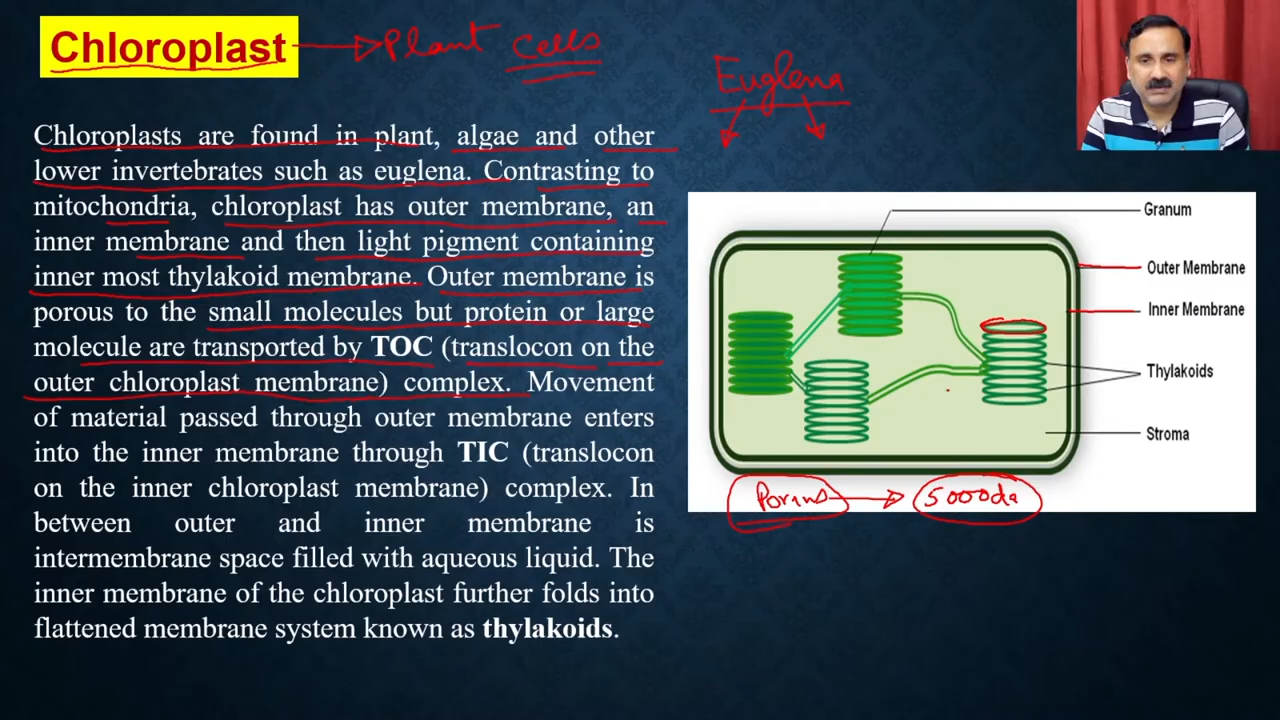 Chloroplast
Plant cells
Euglena
Chloroplasts are found in plant, algae and other
lower invertebrates such as euglena. Contrasting to
mitochondria, chloroplast has outer membrane, an
inner membrane and then light pigment containing
inner most thylakoid membrane. Outer membrane is
porous to the small molecules but protein or large
molecule are transported by TOC (translocon on the
outer chloroplast membrane) complex. Movement
of material passed through outer membrane enters
into the inner membrane through TIC (translocon
on the inner chloroplast membrane) complex. In
between outer and inner membrane is
intermembrane space filled with aqueous liquid. The
inner membrane of the chloroplast further folds into
flattened membrane system known as thylakoids.
Granum
Outer Membrane
Inner Membrane
Thylakoids
Stroma
Porins
5000da